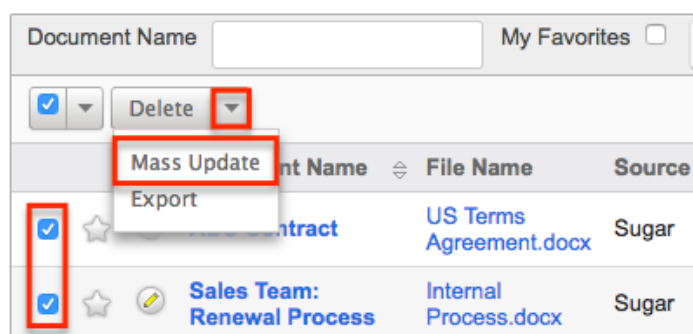 Document Name My Favorites
Delete
Mass Update nt Name File Name Source
Export
ntract US Terms Agreement.docx Sugar
Sales Team: Renewal Process Internal Process.docx Sugar